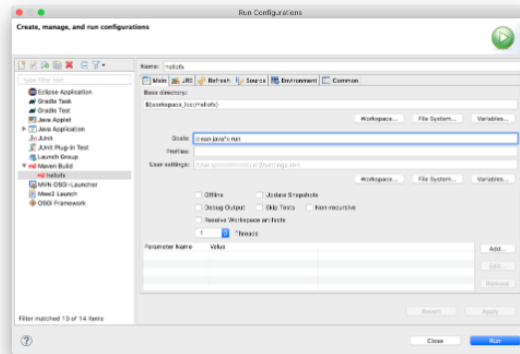 Run Configurations
Create, manage, and run configurations
type filter text
Eclipse Application
Gradle Task
Gradle Test
Java Applet
Java Application
JUnit
JUnit Plug-in Test
Launch Group
Maven Build
hellofx
MVN OSGi-Launcher
Mwe2 Launch
OSGi Framework
Filter matched 13 of 14 items
Name: hellofx
Main JRE Refresh Source Environment Common
Base directory:
${workspace_loc:/hellofx}
Workspace... File System... Variables...
Goals: clean javafx:run
Profiles:
User settings:
Workspace... File System... Variables...
Offline Update Snapshots
Debug Output Skip Tests Non-recursive
Resolve Workspace artifacts
1 Threads
Parameter Name Value
Add...
Edit...
Remove
Revert Apply
Close Run